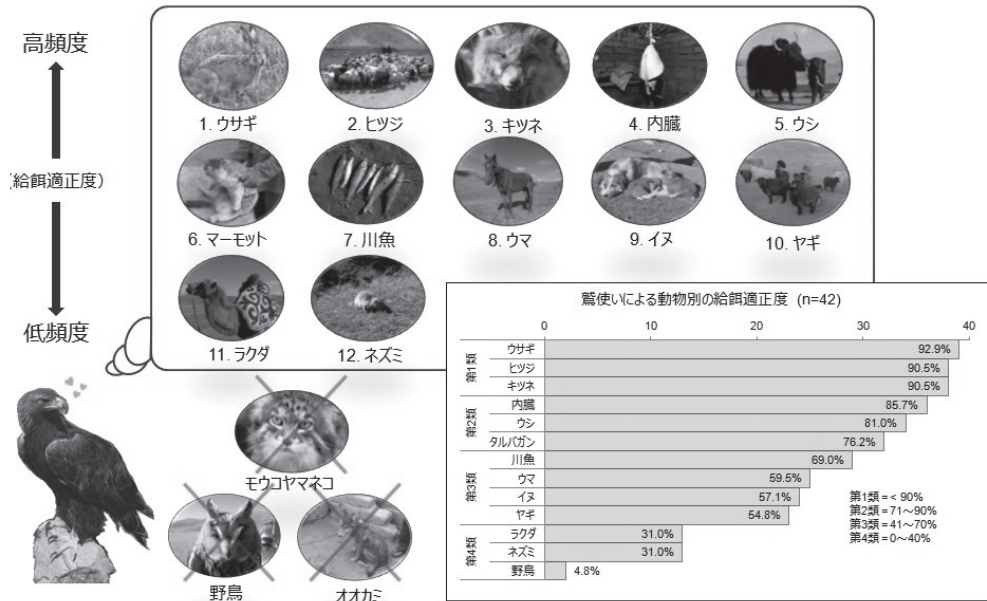 高頻度
(給餌適正度)
低頻度
1. ウサギ
2. ヒツジ
3. キツネ
4. 内臓
5. ウシ
6. マーモット
7. 川魚
8. ウマ
9. イヌ
10. ヤギ
11. ラクダ
12. ネズミ
モウコヤマネコ
野鳥
オオカミ
鷲使いによる動物別の給餌適正度 (n=42)
0 10 20 30 40
第1類
ウサギ 92.9%
ヒツジ 90.5%
キツネ 90.5%
第2類
内臓 85.7%
ウシ 81.0%
タルバガン 76.2%
第3類
川魚 69.0%
ウマ 59.5%
イヌ 57.1%
ヤギ 54.8%
第4類
ラクダ 31.0%
ネズミ 31.0%
野鳥 4.8%
第1類 = < 90%
第2類 = 71~90%
第3類 = 41~70%
第4類 = 0~40%